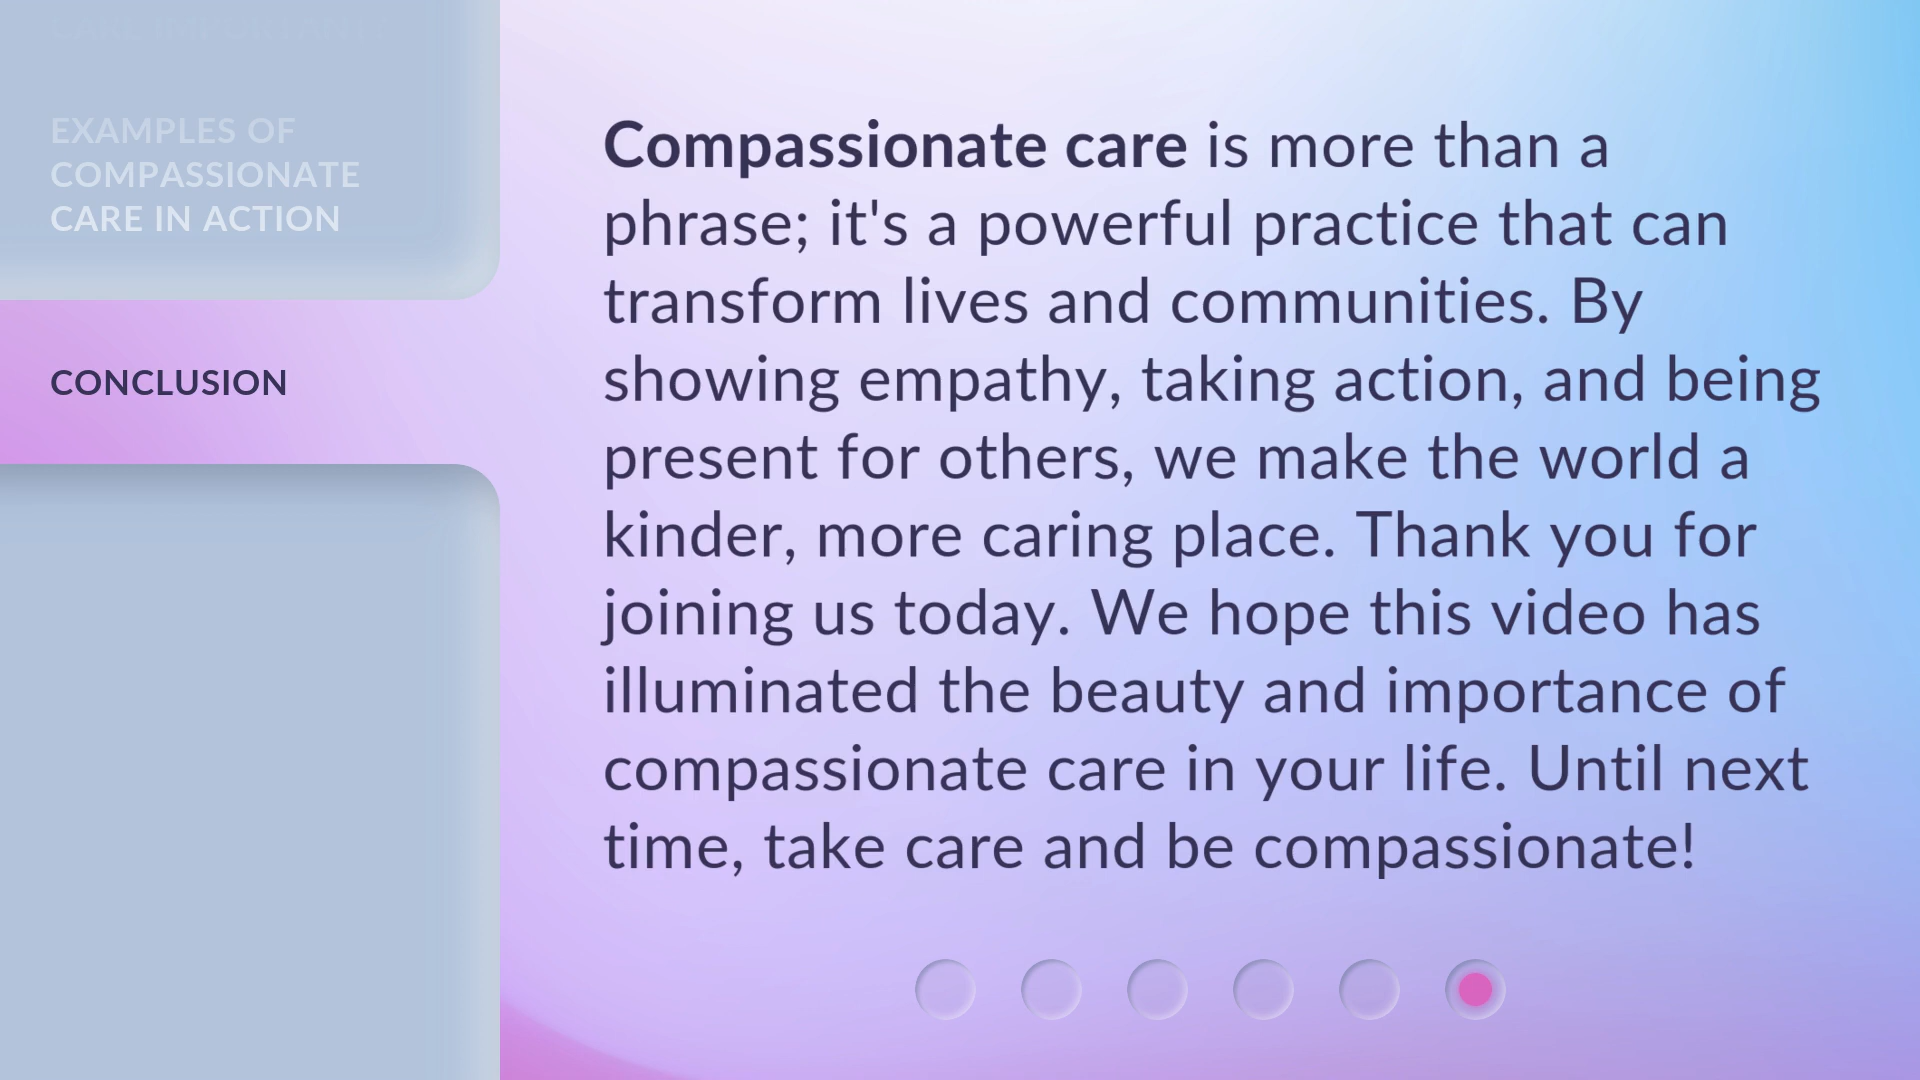 CARE IMPORTANT?
EXAMPLES OF
COMPASSIONATE
CARE IN ACTION
CONCLUSION
Compassionate care is more than a
phrase; it's a powerful practice that can
transform lives and communities. By
showing empathy, taking action, and being
present for others, we make the world a
kinder, more caring place. Thank you for
joining us today. We hope this video has
illuminated the beauty and importance of
compassionate care in your life. Until next
time, take care and be compassionate!